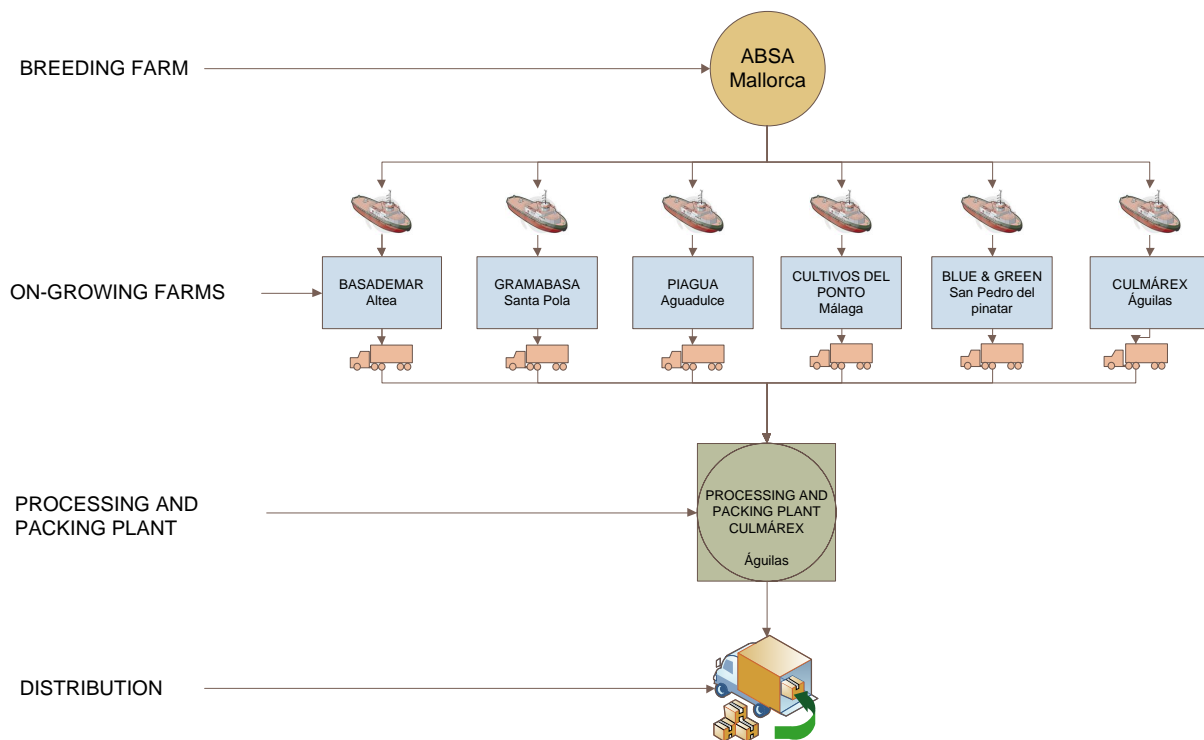 BREEDING FARM
ABSA
Mallorca
ON-GROWING FARMS
BASADEMAR
Altea
GRAMABASA
Santa Pola
PIAGUA
Aguadulce
CULTIVOS DEL
PONTO
Málaga
BLUE & GREEN
San Pedro del
pinatar
CULMÁREX
Águilas
PROCESSING AND
PACKING PLANT
PROCESSING AND
PACKING PLANT
CULMÁREX
Águilas
DISTRIBUTION